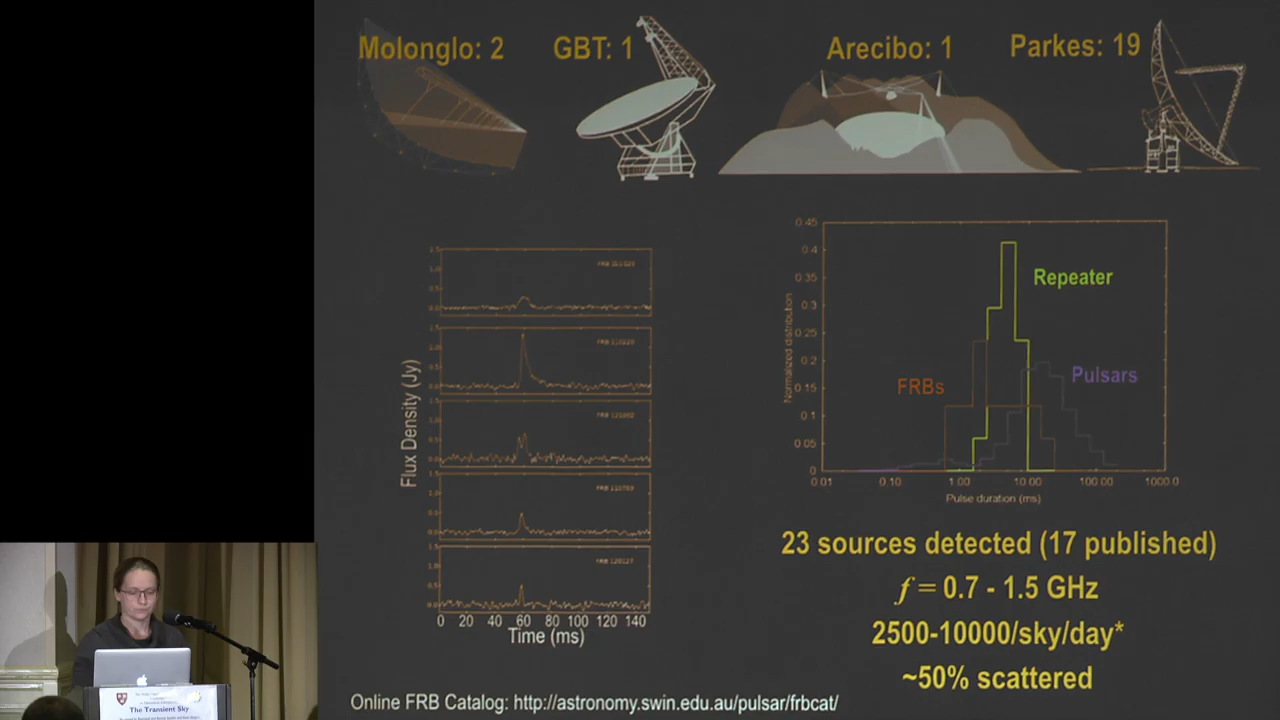 Molonglo: 2
GBT: 1
Arecibo: 1
Parkes: 19
Flux Density (Jy)
FRB 110220
0 20 40 60 80 100 120 140
Time (ms)
Normalized distribution
0.45
0.4
0.35
0.3
0.25
0.2
0.15
0.1
0.05
0
Repeater
FRBs
Pulsars
0.01 0.10 1.00 10.00 100.00 1000.0
Pulse duration (ms)
23 sources detected (17 published)
f = 0.7 - 1.5 GHz
2500-10000/sky/day*
~50% scattered
Online FRB Catalog: http://astronomy.swin.edu.au/pulsar/frbcat/
The Transient Sky